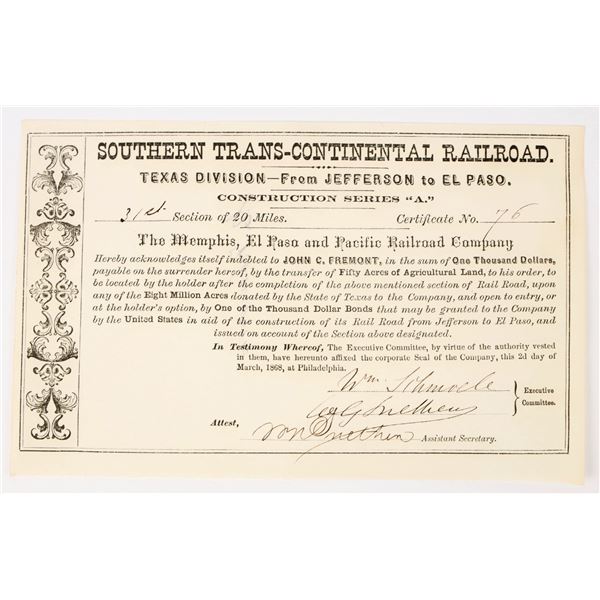 SOUTHERN TRANS-CONTINENTAL RAILROAD.
TEXAS DIVISION—From JEFFERSON to EL PASO.
CONSTRUCTION SERIES "A."
31st Section of 20 Miles. Certificate No. 76
The Memphis, El Paso and Pacific Railroad Company
Hereby acknowledges itself indebted to JOHN C. FREMONT, in the sum of One Thousand Dollars,
payable on the surrender hereof, by the transfer of Fifty Acres of Agricultural Land, to his order, to
be located by the holder after the completion of the above mentioned section of Rail Road, upon
any of the Eight Million Acres donated by the State of Texas to the Company, and open to entry, or
at the holder's option, by One of the Thousand Dollar Bonds that may be granted to the Company
by the United States in aid of the construction of its Rail Road from Jefferson to El Paso, and
issued on account of the Section above designated.
In Testimony Whereof, The Executive Committee, by virtue of the authority vested
in them, have hereunto affixed the corporate Seal of the Company, this 2d day of
March, 1868, at Philadelphia.
Wm Schmoele
Executive
Committee.
Attest,
Assistant Secretary.